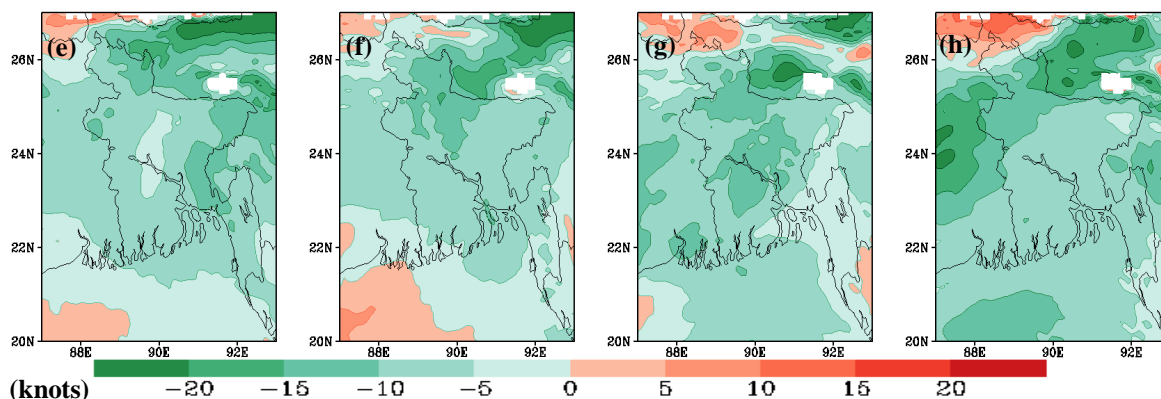 (e) (f) (g) (h)
26N 26N 26N 26N
24N 24N 24N 24N
22N 22N 22N 22N
20N 20N 20N 20N
88E 90E 92E 88E 90E 92E 88E 90E 92E 88E 90E 92E
(knots) −20 −15 −10 −5 0 5 10 15 20